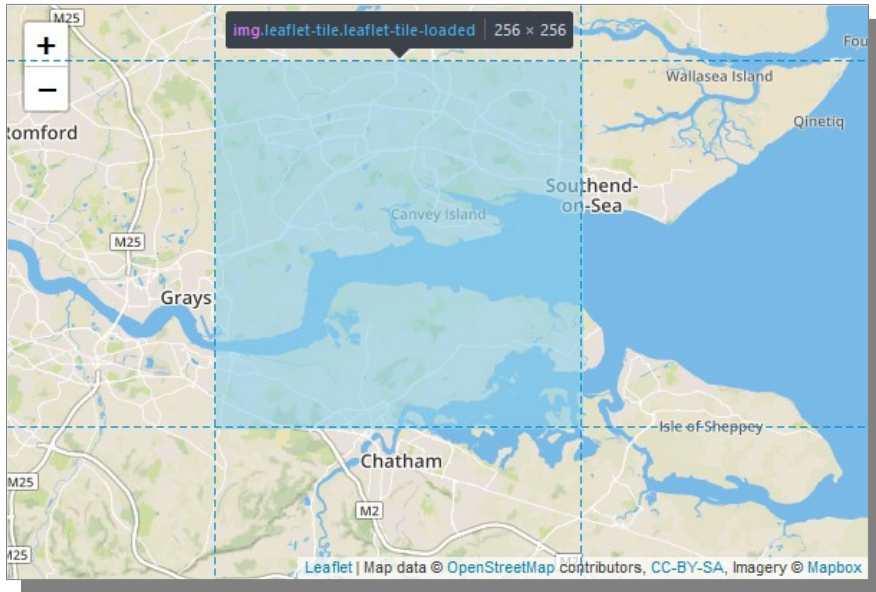 M25
+
−
img.leaflet-tile.leaflet-tile-loaded 256 × 256
Wallasea Island
Romford
Qinetiq
Southend-
on-Sea
Canvey Island
M25
Grays
Isle of Sheppey
Chatham
M25
M2
Leaflet | Map data © OpenStreetMap contributors, CC-BY-SA, Imagery © Mapbox